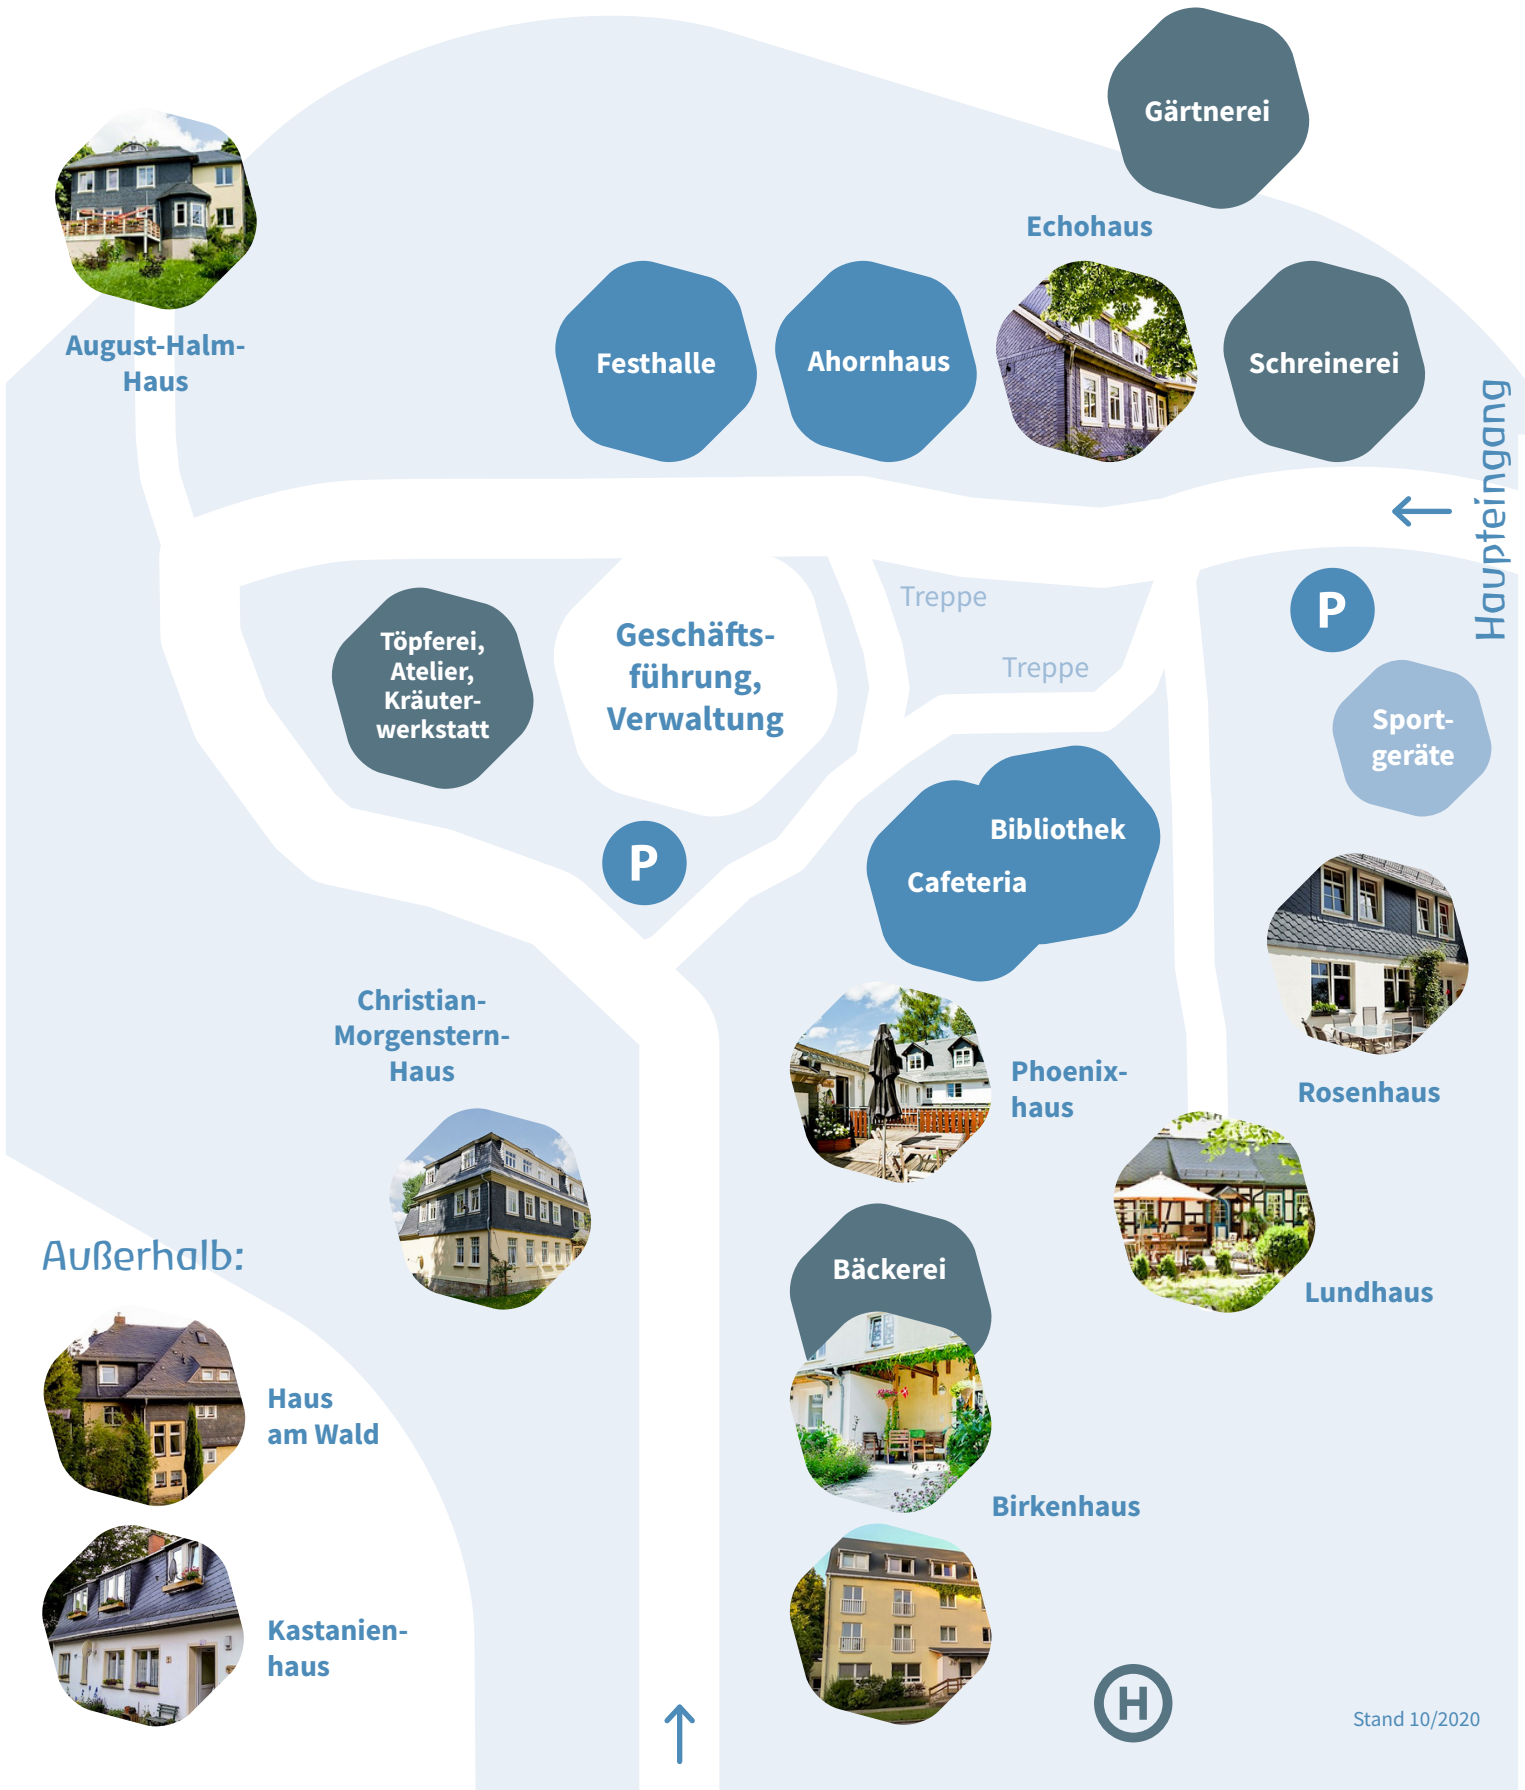 Gärtnerei
Echohaus
August-Halm-
Haus
Festhalle
Ahornhaus
Schreinerei
Haupteingang
Treppe
P
Töpferei,
Atelier,
Kräuter-
werkstatt
Geschäfts-
führung,
Verwaltung
Treppe
Sport-
geräte
P
Bibliothek
Cafeteria
Christian-
Morgenstern-
Haus
Phoenix-
haus
Rosenhaus
Außerhalb:
Bäckerei
Lundhaus
Haus
am Wald
Birkenhaus
Kastanien-
haus
H
Stand 10/2020